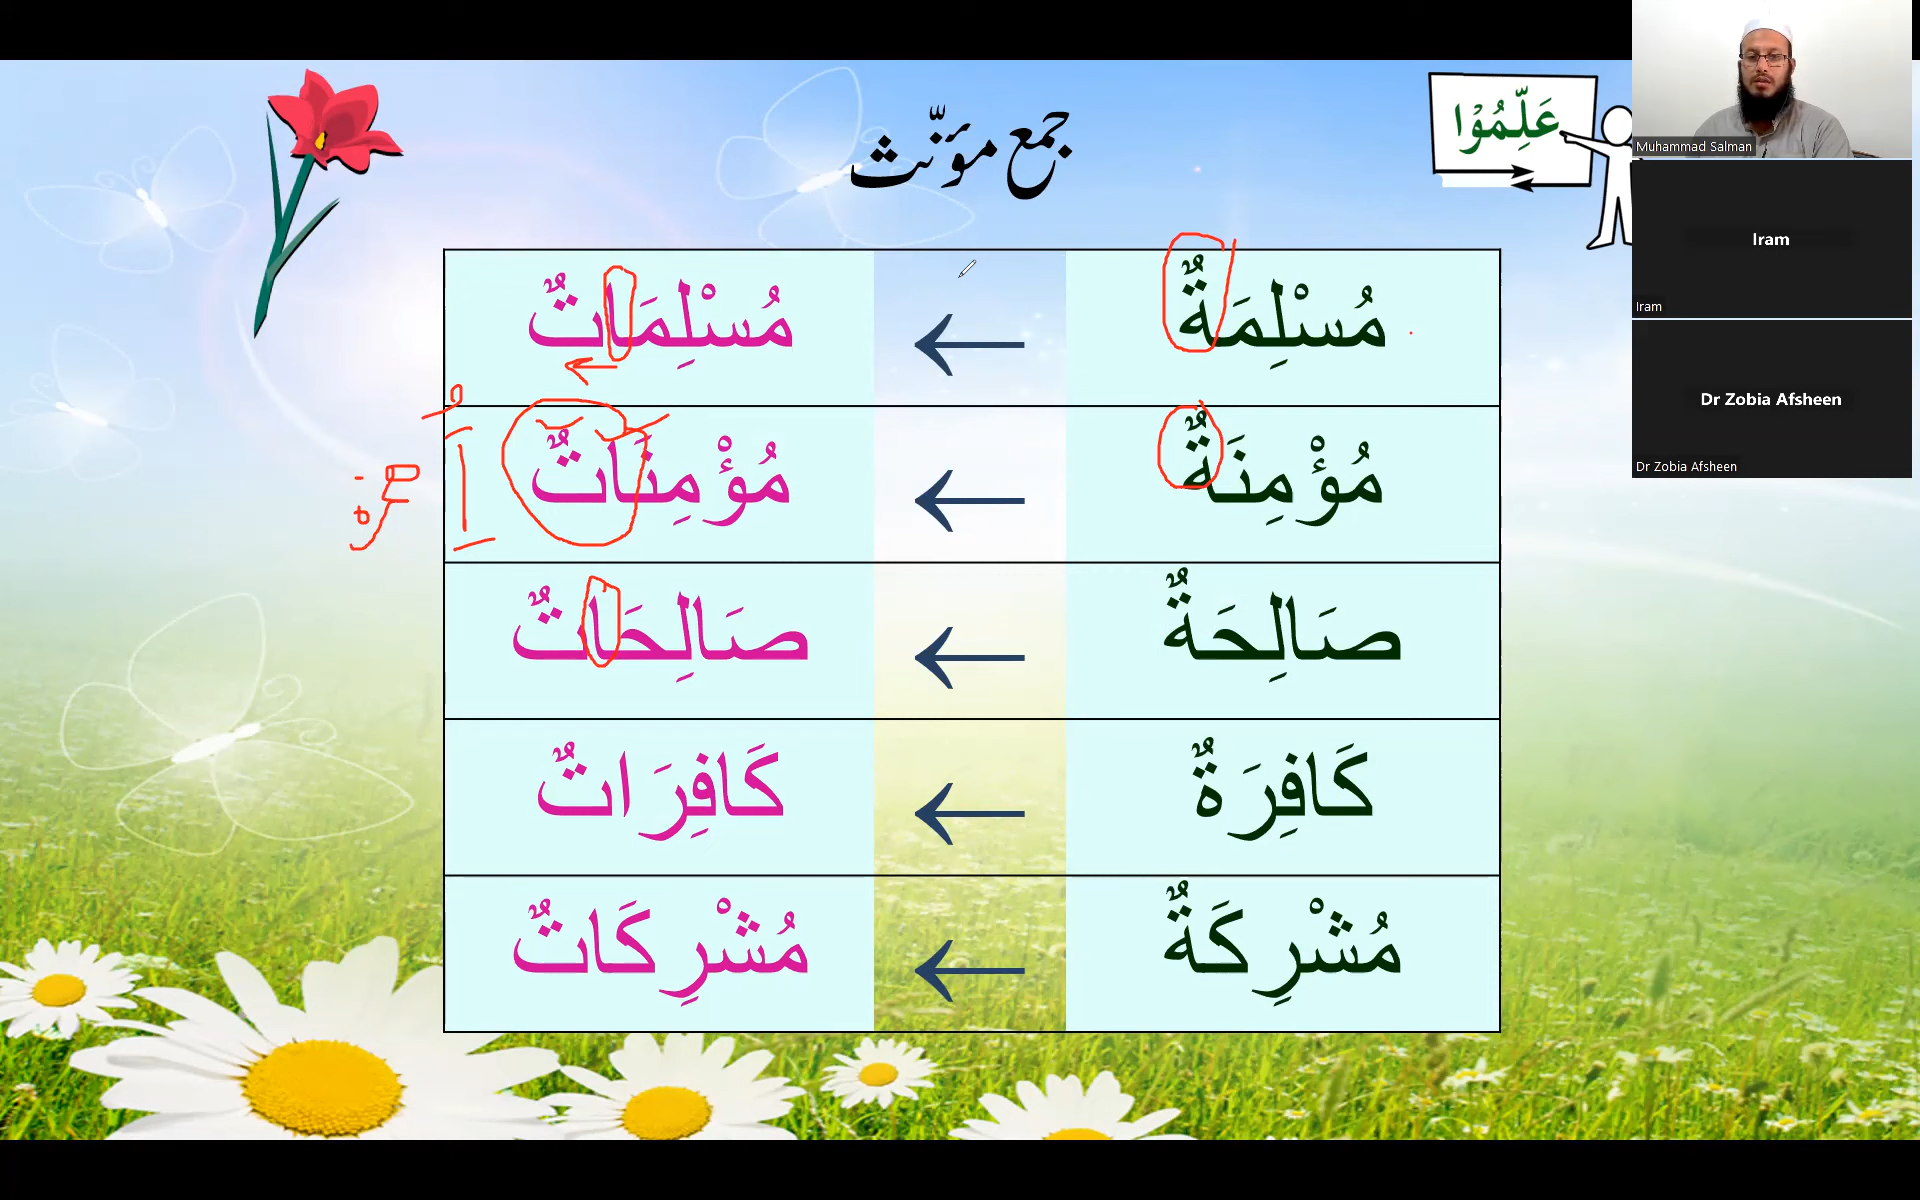 جمع مؤنّث
عَلِّمُوْا
مُسْلِمَةٌ ← مُسْلِمَاتٌ
مُؤْمِنَةٌ ← مُؤْمِنَاتٌ
صَالِحَةٌ ← صَالِحَاتٌ
كَافِرَةٌ ← كَافِرَاتٌ
مُشْرِكَةٌ ← مُشْرِكَاتٌ
Muhammad Salman
Iram
Iram
Dr Zobia Afsheen
Dr Zobia Afsheen